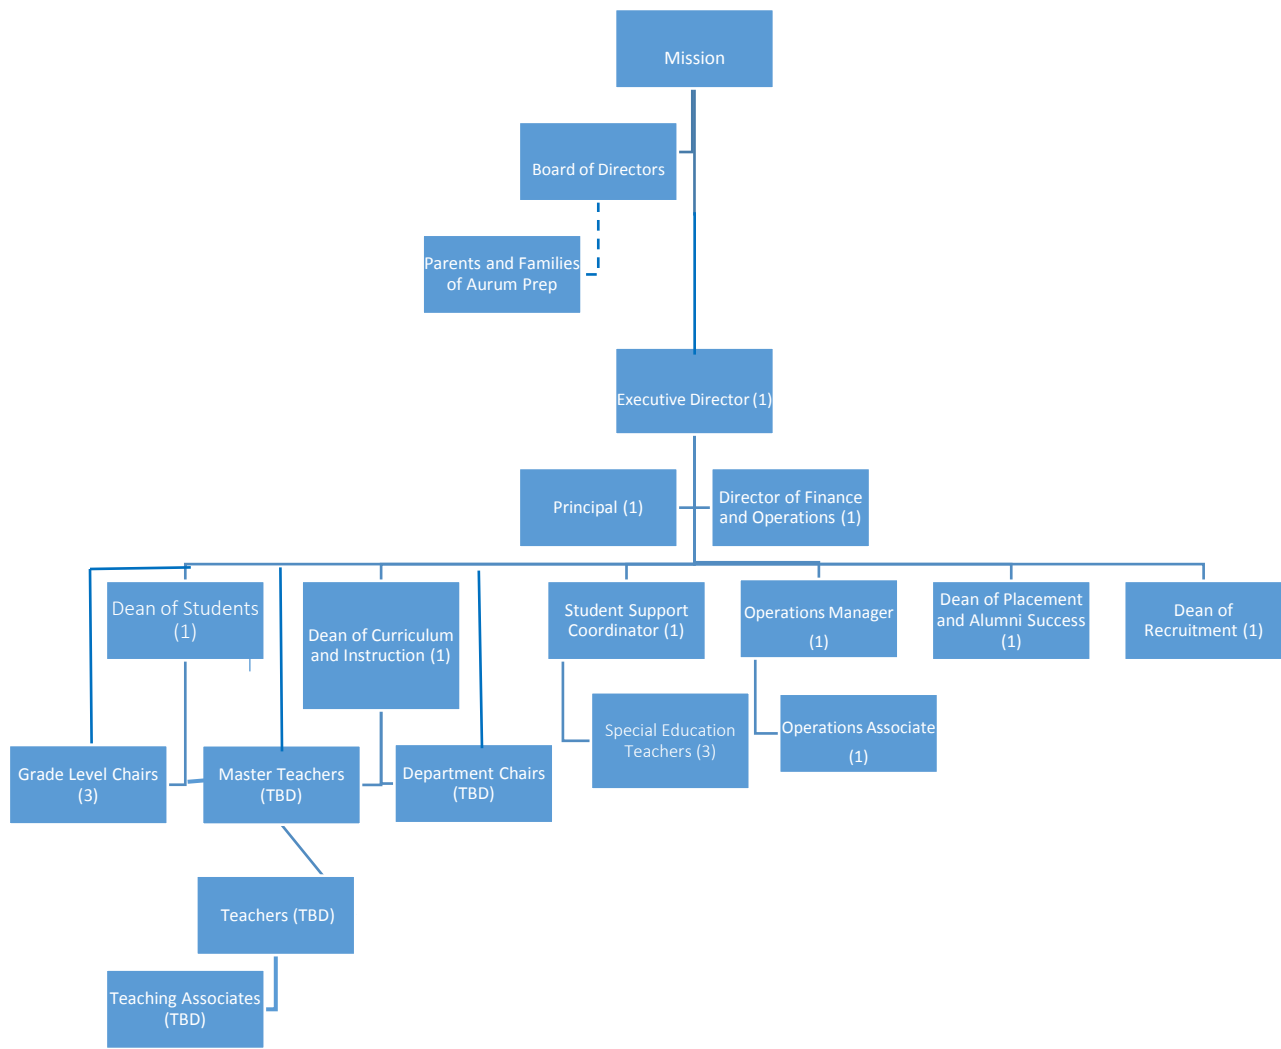 Mission
Board of Directors
Parents and Families
of Aurum Prep
Executive Director (1)
Principal (1)
Director of Finance
and Operations (1)
Dean of Students
(1)
Dean of Curriculum
and Instruction (1)
Student Support
Coordinator (1)
Operations Manager
(1)
Dean of Placement
and Alumni Success
(1)
Dean of
Recruitment (1)
Special Education
Teachers (3)
Operations Associate
(1)
Grade Level Chairs
(3)
Master Teachers
(TBD)
Department Chairs
(TBD)
Teachers (TBD)
Teaching Associates
(TBD)